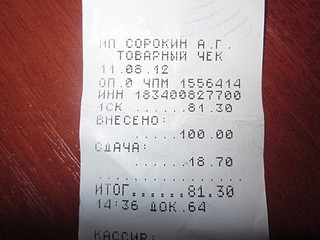 ИП СОРОКИН А.Г.
ТОВАРНЫЙ ЧЕК
11.08.12
ОП.0 ЧПМ 1556414
ИНН 183400827700
1СК ......81.30
ВНЕСЕНО:
......100.00
СДАЧА:
......18.70
................
ИТОГ......81.30
14:36 ДОК.64
КАССИР: